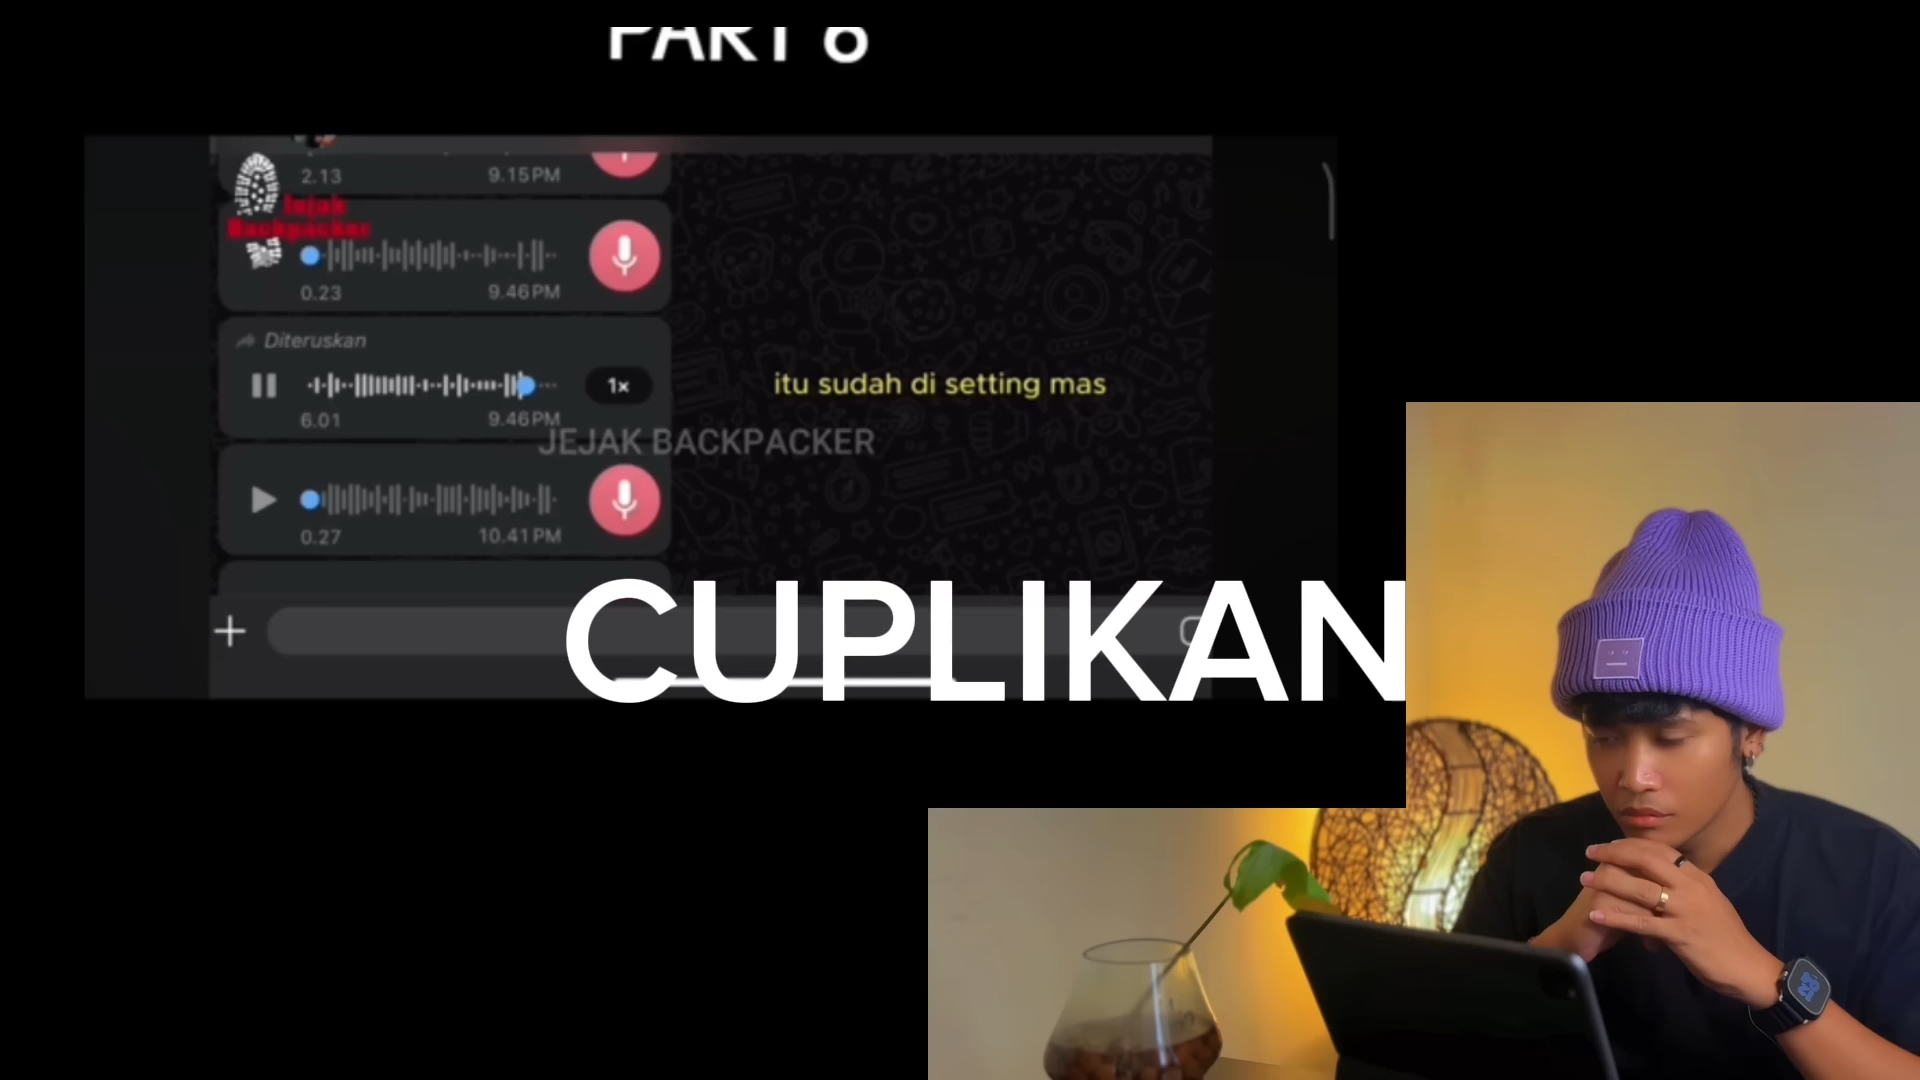 PART 6
2.13
9.15 PM
Jejak
Backpacker
0.23
9.46 PM
Diteruskan
1×
6.01
9.46 PM
itu sudah di setting mas
JEJAK BACKPACKER
0.27
10.41 PM
CUPLIKAN